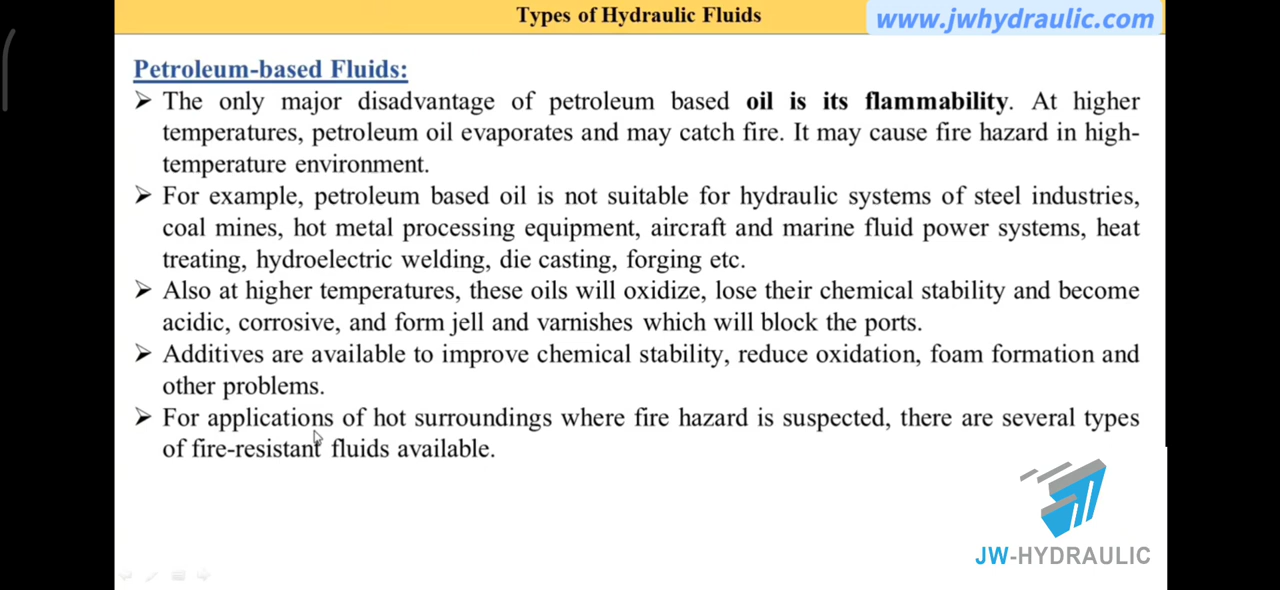 Types of Hydraulic Fluids
www.jwhydraulic.com
Petroleum-based Fluids:
➢ The only major disadvantage of petroleum based oil is its flammability. At higher
temperatures, petroleum oil evaporates and may catch fire. It may cause fire hazard in high-
temperature environment.
➢ For example, petroleum based oil is not suitable for hydraulic systems of steel industries,
coal mines, hot metal processing equipment, aircraft and marine fluid power systems, heat
treating, hydroelectric welding, die casting, forging etc.
➢ Also at higher temperatures, these oils will oxidize, lose their chemical stability and become
acidic, corrosive, and form jell and varnishes which will block the ports.
➢ Additives are available to improve chemical stability, reduce oxidation, foam formation and
other problems.
➢ For applications of hot surroundings where fire hazard is suspected, there are several types
of fire-resistant fluids available.
JW-HYDRAULIC